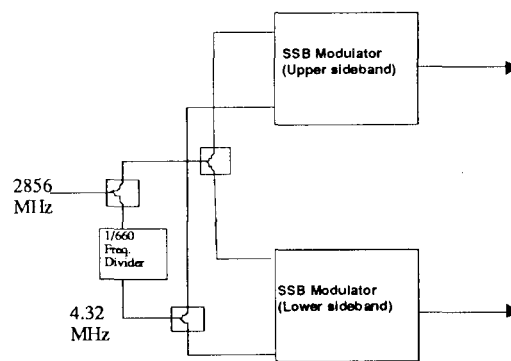 SSB Modulator
(Upper sideband)
2856
MHz
1/660
Freq.
Divider
4.32
MHz
SSB Modulator
(Lower sideband)